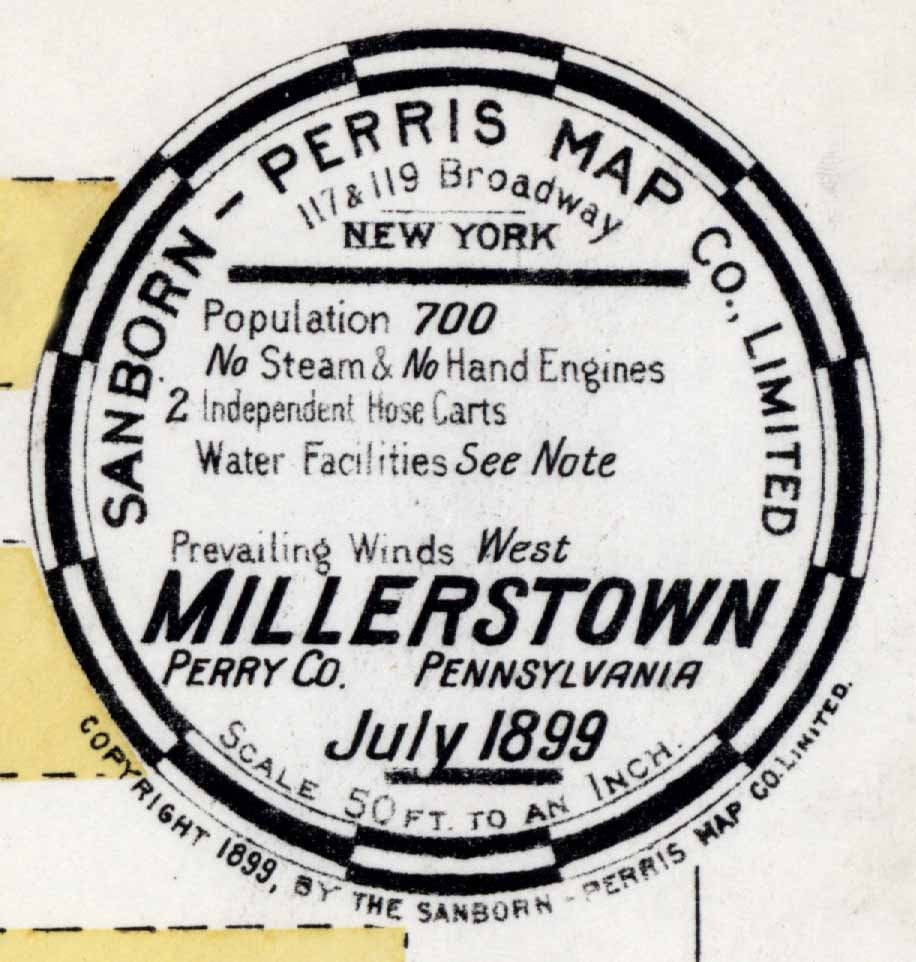 SANBORN - PERRIS MAP CO., LIMITED
117 & 119 Broadway
NEW YORK
Population 700
No Steam & No Hand Engines
2 Independent Hose Carts
Water Facilities See Note
Prevailing Winds West
MILLERSTOWN
PERRY CO. PENNSYLVANIA
July 1899
SCALE 50 FT. TO AN INCH.
COPYRIGHT 1899, BY THE SANBORN - PERRIS MAP CO. LIMITED.